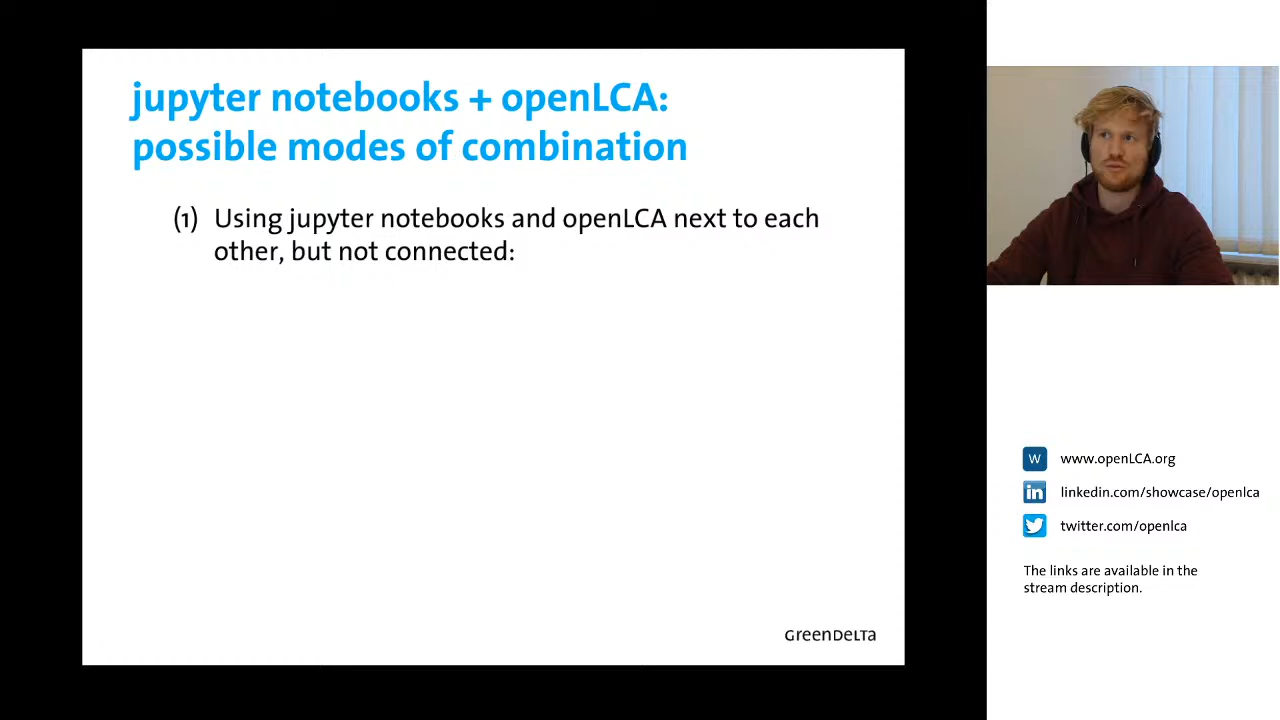 jupyter notebooks + openLCA:
possible modes of combination
(1) Using jupyter notebooks and openLCA next to each
other, but not connected:
GreenDeLTa
W www.openLCA.org
in linkedin.com/showcase/openlca
twitter.com/openlca
The links are available in the
stream description.